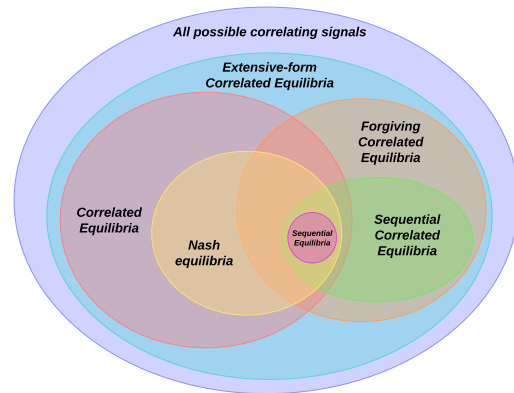 All possible correlating signals
Extensive-form
Correlated Equilibria
Forgiving
Correlated
Equilibria
Correlated
Equilibria
Nash
equilibria
Sequential
Equilibria
Sequential
Correlated
Equilibria